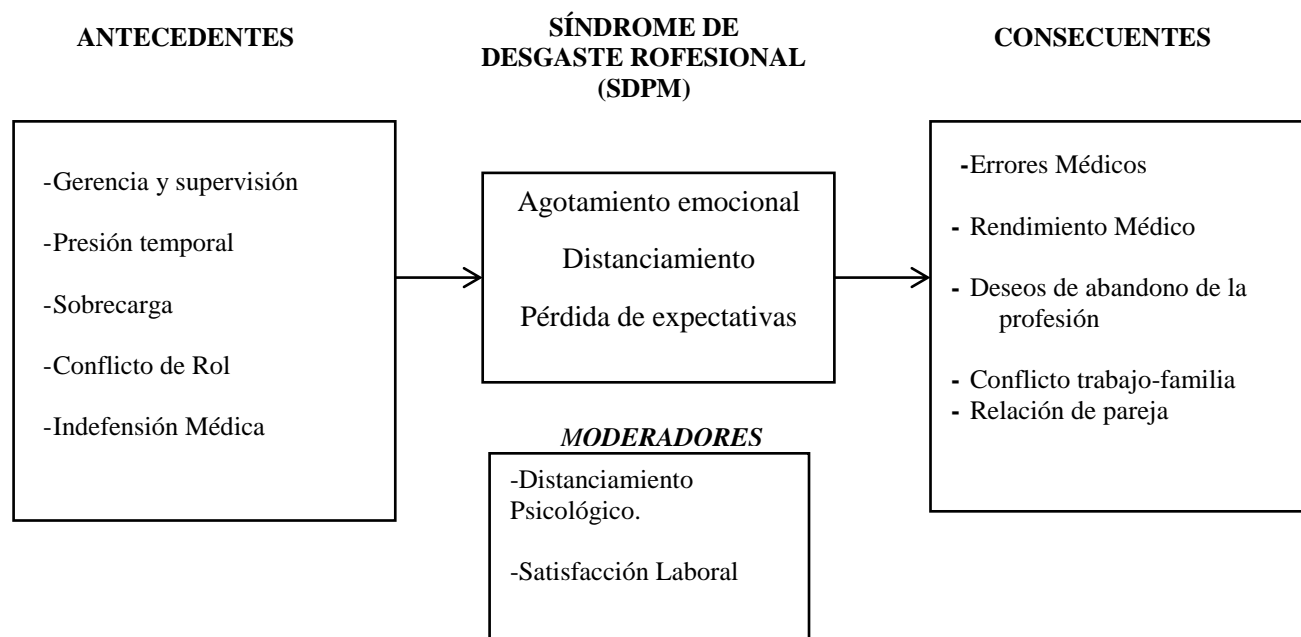 ANTECEDENTES
SÍNDROME DE
DESGASTE ROFESIONAL
(SDPM)
CONSECUENTES
-Gerencia y supervisión
-Presión temporal
-Sobrecarga
-Conflicto de Rol
-Indefensión Médica
Agotamiento emocional
Distanciamiento
Pérdida de expectativas
MODERADORES
-Distanciamiento
Psicológico.
-Satisfacción Laboral
-Errores Médicos
- Rendimiento Médico
- Deseos de abandono de la
profesión
- Conflicto trabajo-familia
- Relación de pareja